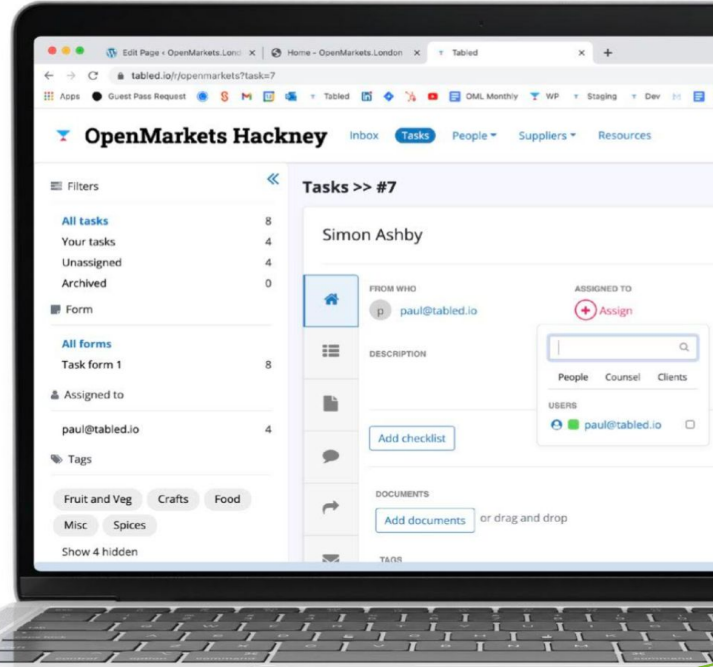 Edit Page ‹ OpenMarkets.Lond
Home – OpenMarkets.London
Tabled
tabled.io/r/openmarkets?task=7
Apps
Guest Pass Request
Tabled
OML Monthly
WP
Staging
Dev
OpenMarkets Hackney
Inbox
Tasks
People
Suppliers
Resources
Filters
All tasks 8
Your tasks 4
Unassigned 4
Archived 0
Form
All forms
Task form 1 8
Assigned to
paul@tabled.io 4
Tags
Fruit and Veg Crafts Food
Misc Spices
Show 4 hidden
Tasks >> #7
Simon Ashby
FROM WHO
p paul@tabled.io
ASSIGNED TO
Assign
People Counsel Clients
USERS
paul@tabled.io
DESCRIPTION
Add checklist
DOCUMENTS
Add documents or drag and drop
TAGS